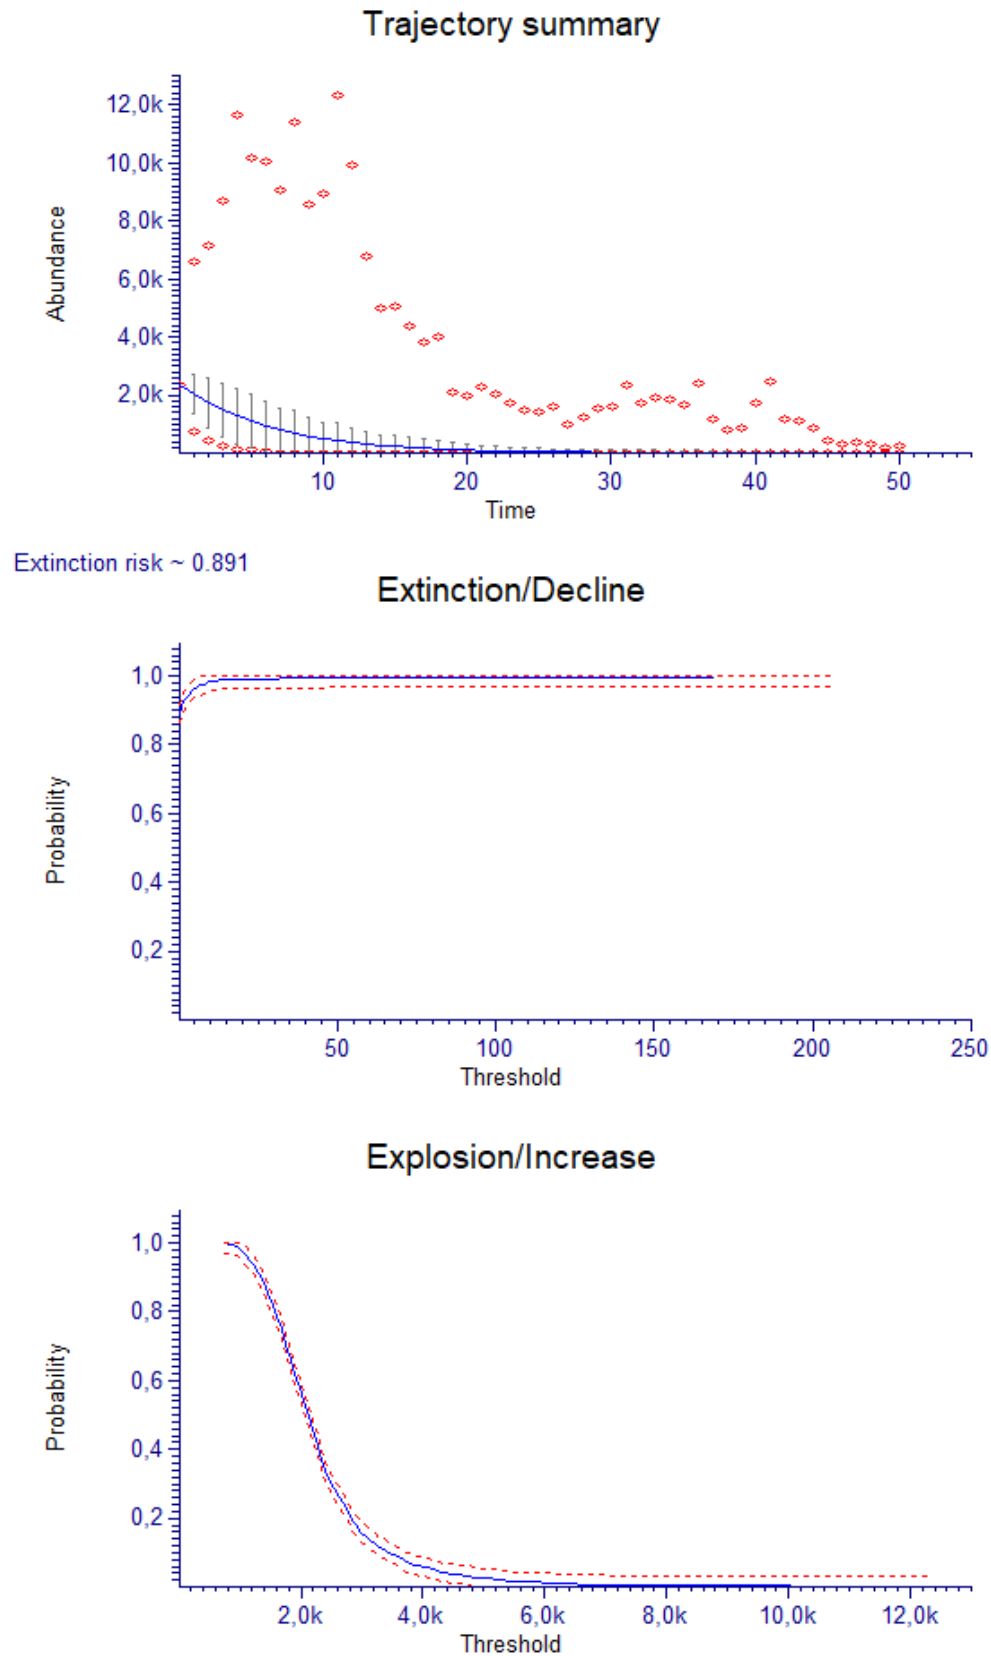 Trajectory summary
12,0k
10,0k
8,0k
6,0k
4,0k
2,0k
Abundance
10 20 30 40 50
Time
Extinction risk ~ 0.891
Extinction/Decline
1,0
0,8
0,6
0,4
0,2
Probability
50 100 150 200 250
Threshold
Explosion/Increase
1,0
0,8
0,6
0,4
0,2
Probability
2,0k 4,0k 6,0k 8,0k 10,0k 12,0k
Threshold